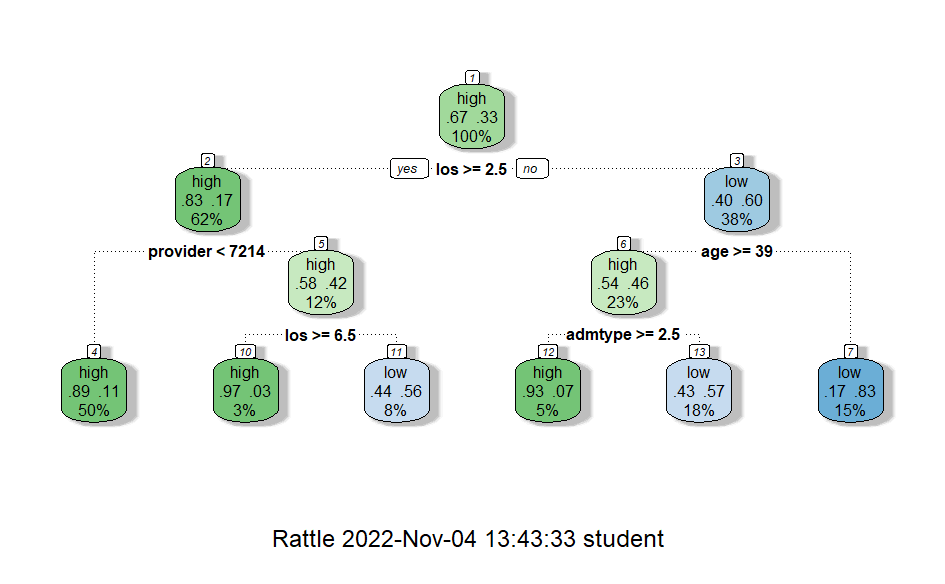 1
high
.67 .33
100%
yes los >= 2.5 no
2
high
.83 .17
62%
3
low
.40 .60
38%
provider < 7214
age >= 39
5
high
.58 .42
12%
6
high
.54 .46
23%
los >= 6.5
admtype >= 2.5
4
high
.89 .11
50%
10
high
.97 .03
3%
11
low
.44 .56
8%
12
high
.93 .07
5%
13
low
.43 .57
18%
7
low
.17 .83
15%
Rattle 2022-Nov-04 13:43:33 student